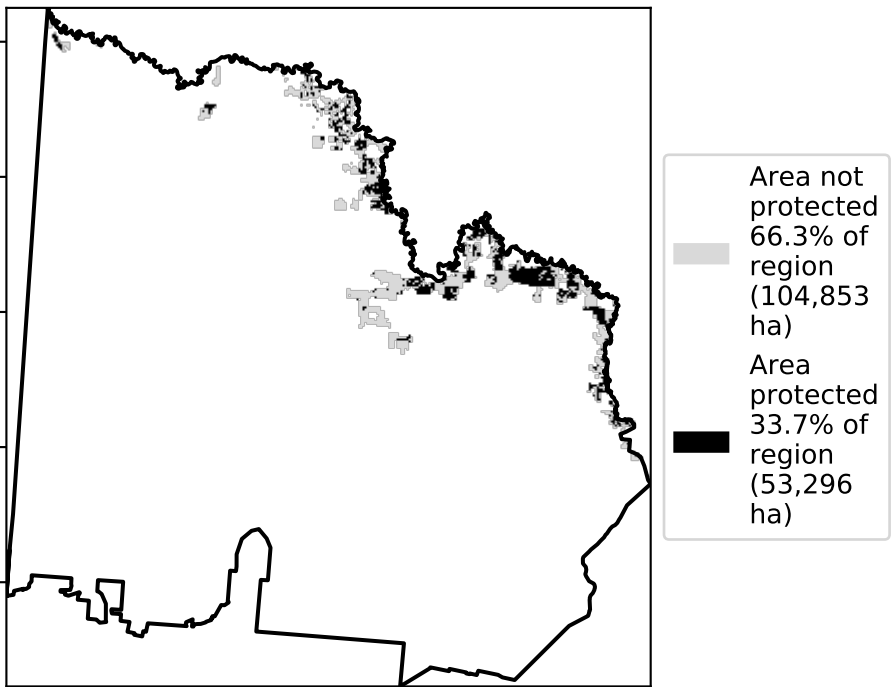 Area not
protected
66.3% of
region
(104,853
ha)
Area
protected
33.7% of
region
(53,296
ha)